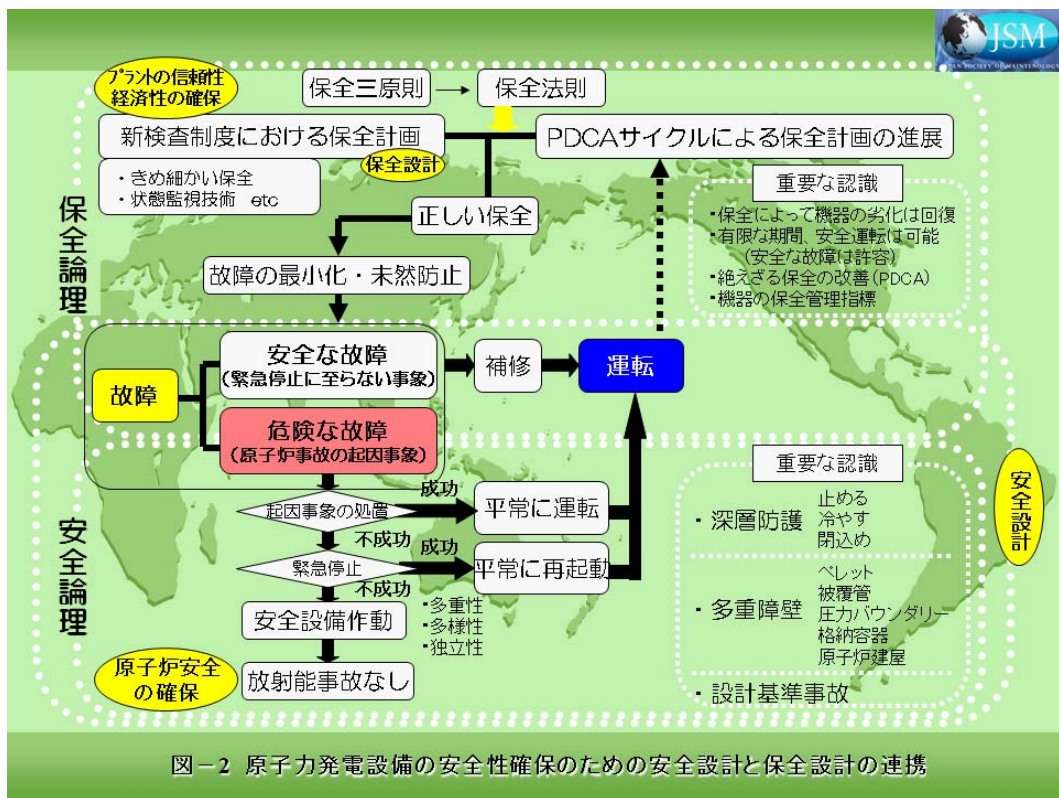 JSM
JAPAN SOCIETY OF MAINTENOLOGY
プラントの信頼性
経済性の確保
保全三原則
保全法則
新検査制度における保全計画
PDCAサイクルによる保全計画の進展
保全設計
・きめ細かい保全
・状態監視技術 etc
正しい保全
重要な認識
・保全によって機器の劣化は回復
・有限な期間、安全運転は可能
(安全な故障は許容)
・絶えざる保全の改善(PDCA)
・機器の保全管理指標
保全論理
故障の最小化・未然防止
故障
安全な故障
(緊急停止に至らない事象)
補修
運転
危険な故障
(原子炉事故の起因事象)
安全論理
起因事象の処置
成功
平常に運転
不成功
緊急停止
成功
平常に再起動
不成功
安全設備作動
・多重性
・多様性
・独立性
原子炉安全
の確保
放射能事故なし
重要な認識
・深層防護
止める
冷やす
閉込め
・多重障壁
ペレット
被覆管
圧力バウンダリー
格納容器
原子炉建屋
・設計基準事故
安全設計
図－2 原子力発電設備の安全性確保のための安全設計と保全設計の連携